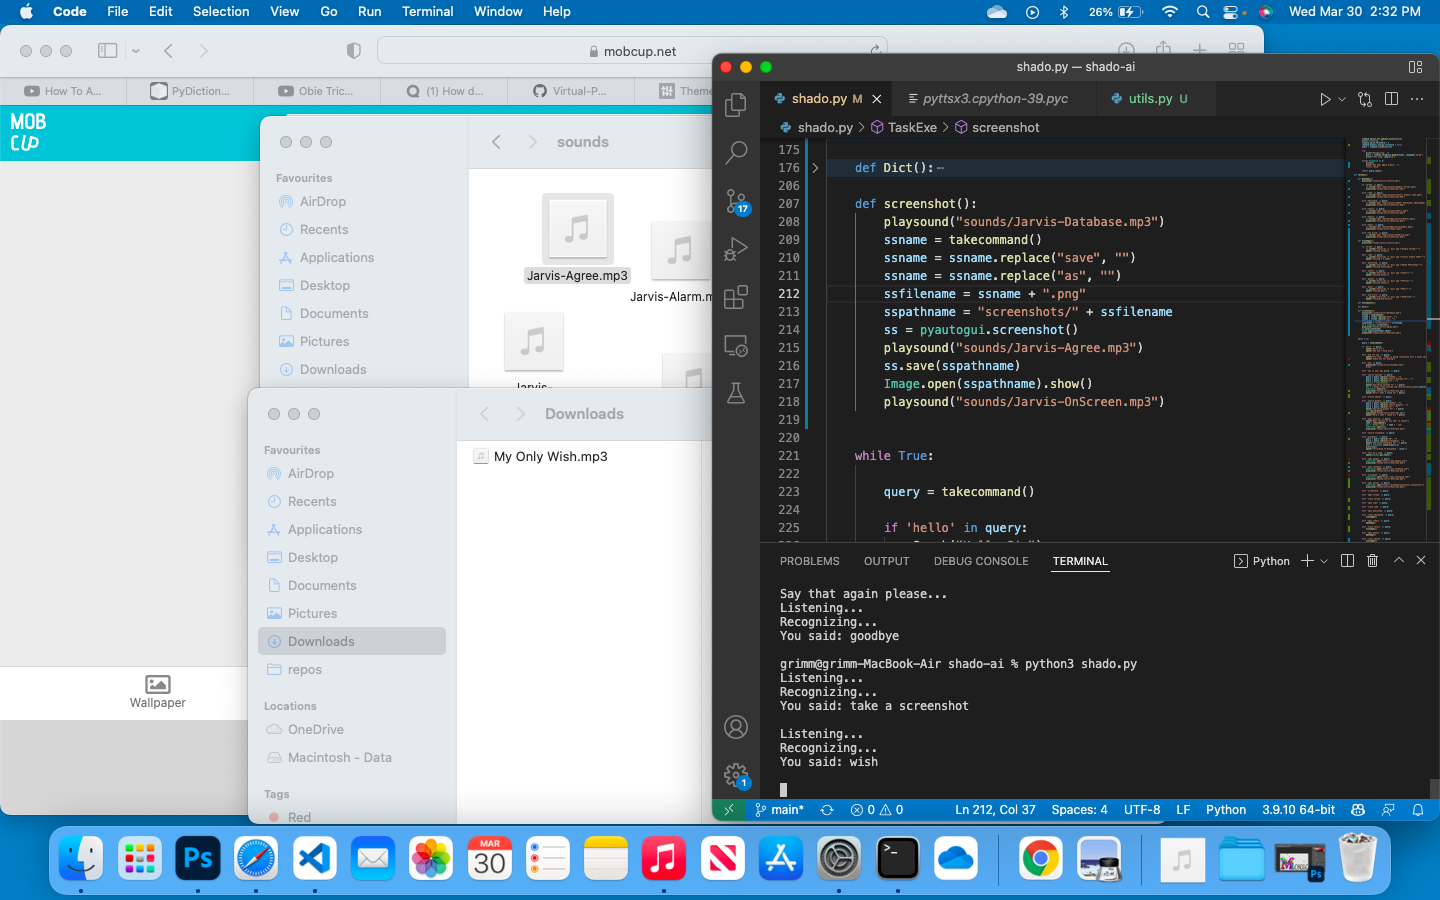 Code File Edit Selection View Go Run Terminal Window Help 26% Wed Mar 30 2:32 PM
mobcup.net
How To A... PyDiction... Obie Tric... (1) How d... Virtual-P... Theme
MOB
CUP
sounds
Favourites
AirDrop
Recents
Applications
Desktop
Documents
Pictures
Downloads
Jarvis-Agree.mp3
Jarvis-Alarm.m
Jarvis-
Downloads
Favourites
AirDrop
Recents
Applications
Desktop
Documents
Pictures
Downloads
repos
Locations
OneDrive
Macintosh - Data
Tags
Red
My Only Wish.mp3
Wallpaper
shado.py — shado-ai
shado.py M pyttsx3.cpython-39.pyc utils.py U
shado.py > TaskExe > screenshot
17
1
175
176 def Dict():⋯
206
207 def screenshot():
208 playsound("sounds/Jarvis-Database.mp3")
209 ssname = takecommand()
210 ssname = ssname.replace("save", "")
211 ssname = ssname.replace("as", "")
212 ssfilename = ssname + ".png"
213 sspathname = "screenshots/" + ssfilename
214 ss = pyautogui.screenshot()
215 playsound("sounds/Jarvis-Agree.mp3")
216 ss.save(sspathname)
217 Image.open(sspathname).show()
218 playsound("sounds/Jarvis-OnScreen.mp3")
219
220
221 while True:
222
223 query = takecommand()
224
225 if 'hello' in query:
PROBLEMS OUTPUT DEBUG CONSOLE TERMINAL Python
Say that again please...
Listening...
Recognizing...
You said: goodbye
grimm@grimm-MacBook-Air shado-ai % python3 shado.py
Listening...
Recognizing...
You said: take a screenshot
Listening...
Recognizing...
You said: wish
main* 0 0 Ln 212, Col 37 Spaces: 4 UTF-8 LF Python 3.9.10 64-bit
Ps
MAR
30
>_
Ps